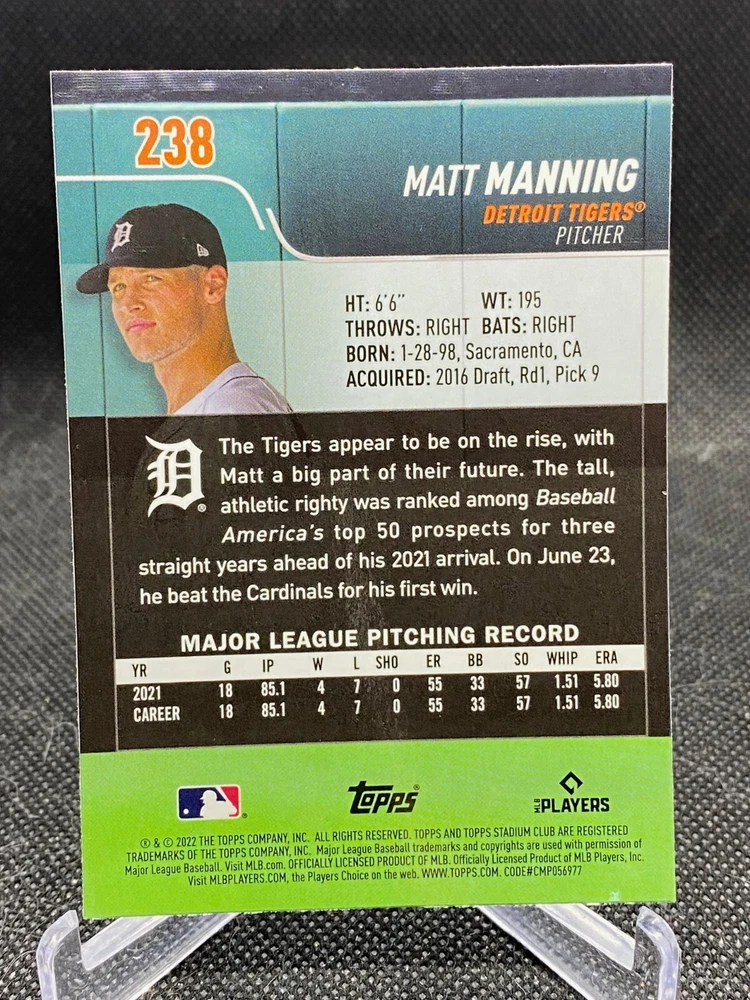 238
MATT MANNING
DETROIT TIGERS®
PITCHER
HT: 6'6" WT: 195
THROWS: RIGHT BATS: RIGHT
BORN: 1-28-98, Sacramento, CA
ACQUIRED: 2016 Draft, Rd1, Pick 9
D
D®
The Tigers appear to be on the rise, with
Matt a big part of their future. The tall,
athletic righty was ranked among Baseball
America's top 50 prospects for three
straight years ahead of his 2021 arrival. On June 23,
he beat the Cardinals for his first win.
MAJOR LEAGUE PITCHING RECORD
YR G IP W L SHO ER BB SO WHIP ERA
2021 18 85.1 4 7 0 55 33 57 1.51 5.80
CAREER 18 85.1 4 7 0 55 33 57 1.51 5.80
Topps®
MLB PLAYERS
® & © 2022 THE TOPPS COMPANY, INC. ALL RIGHTS RESERVED. TOPPS AND TOPPS STADIUM CLUB ARE REGISTERED
TRADEMARKS OF THE TOPPS COMPANY, INC. Major League Baseball trademarks and copyrights are used with permission of
Major League Baseball. Visit MLB.com. OFFICIALLY LICENSED PRODUCT OF MLB. Officially Licensed Product of MLB Players, Inc.
Visit MLBPLAYERS.com, the Players Choice on the web. WWW.TOPPS.COM. CODE#CMP056977